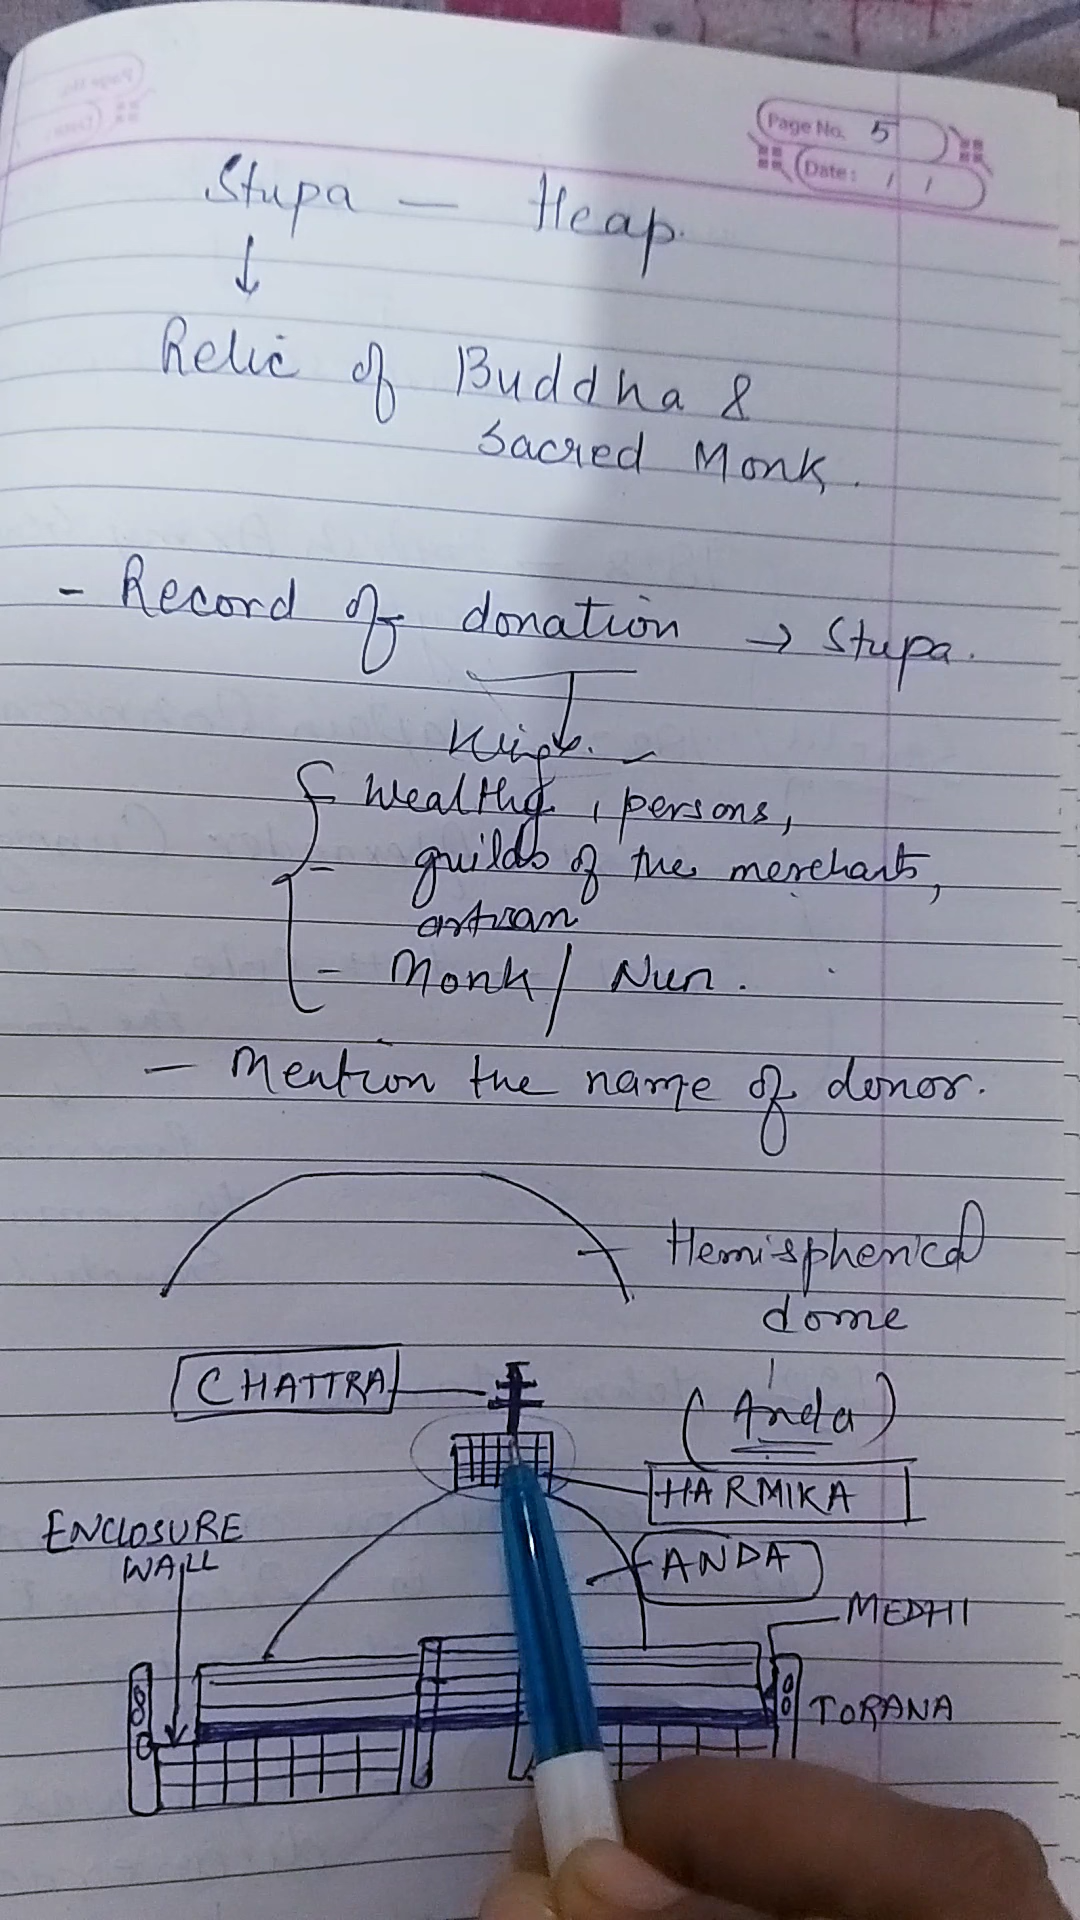 Page No. 5
Date: / /
Stupa — Heap.
↓
Relic of Buddha &
Sacred Monk.
- Record of donation → Stupa.
Wealthy, persons,
- guilds of the merchants,
artisan
- Monk / Nun.
- Mention the name of donor.
Hemispherical
dome
CHATTRA
(Anda)
HARMIKA
ENCLOSURE
WALL
ANDA
MEDHI
TORANA